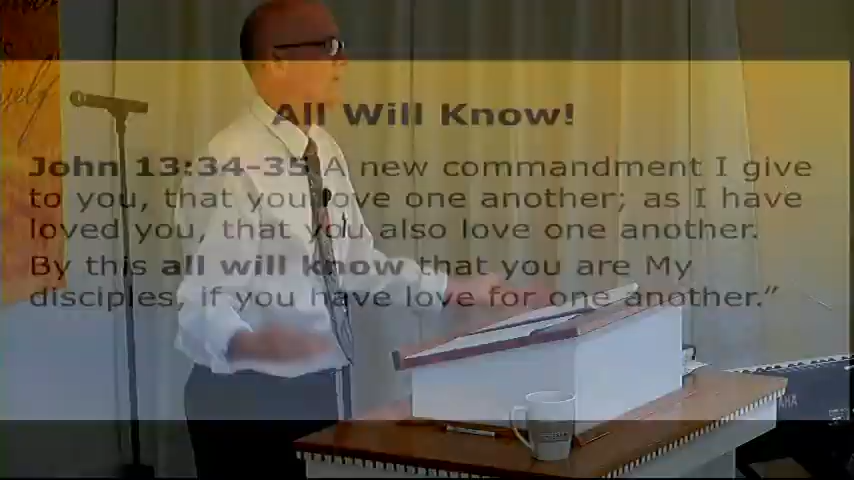 All Will Know!
John 13:34-35 A new commandment I give
to you, that you love one another; as I have
loved you, that you also love one another.
By this all will know that you are My
disciples, if you have love for one another.”